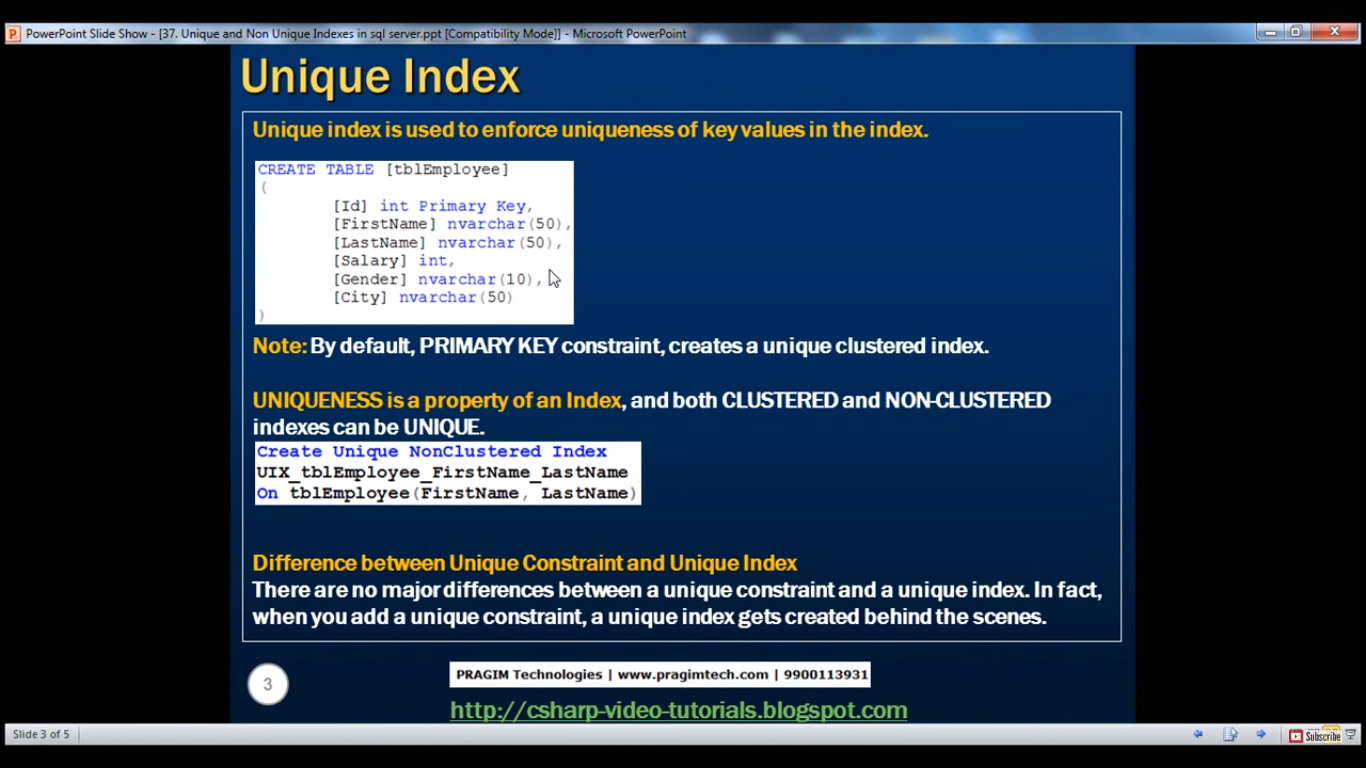 PowerPoint Slide Show - [37. Unique and Non Unique Indexes in sql server.ppt [Compatibility Mode]] - Microsoft PowerPoint
Unique Index
Unique index is used to enforce uniqueness of key values in the index.
CREATE TABLE [tblEmployee]
(
[Id] int Primary Key,
[FirstName] nvarchar(50),
[LastName] nvarchar(50),
[Salary] int,
[Gender] nvarchar(10),
[City] nvarchar(50)
)
Note: By default, PRIMARY KEY constraint, creates a unique clustered index.
UNIQUENESS is a property of an Index, and both CLUSTERED and NON-CLUSTERED
indexes can be UNIQUE.
Create Unique NonClustered Index
UIX_tblEmployee_FirstName_LastName
On tblEmployee(FirstName, LastName)
Difference between Unique Constraint and Unique Index
There are no major differences between a unique constraint and a unique index. In fact,
when you add a unique constraint, a unique index gets created behind the scenes.
3
PRAGIM Technologies | www.pragimtech.com | 9900113931
http://csharp-video-tutorials.blogspot.com
Slide 3 of 5
Subscribe